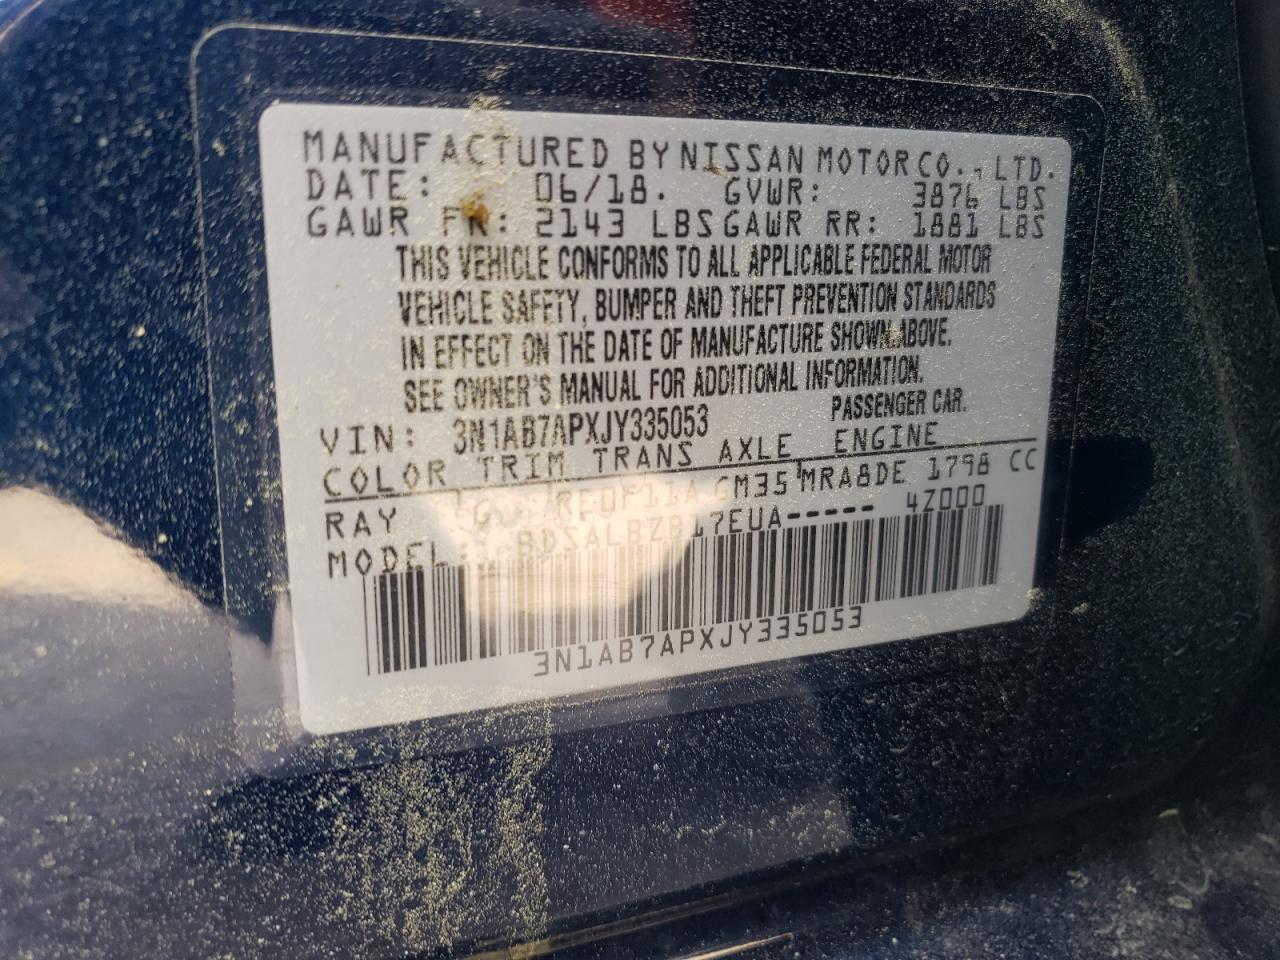 MANUFACTURED BY NISSAN MOTOR CO., LTD.
DATE: 06/18. GVWR: 3876 LBS
GAWR FR: 2143 LBS GAWR RR: 1881 LBS
THIS VEHICLE CONFORMS TO ALL APPLICABLE FEDERAL MOTOR
VEHICLE SAFETY, BUMPER AND THEFT PREVENTION STANDARDS
IN EFFECT ON THE DATE OF MANUFACTURE SHOWN ABOVE.
SEE OWNER'S MANUAL FOR ADDITIONAL INFORMATION.
VIN: 3N1AB7APXJY335053 PASSENGER CAR.
COLOR TRIM TRANS AXLE ENGINE
RAY G RE0F11A GM35 MRA8DE 1798 CC
MODEL: BDSALBZB17EUA----- 4Z000
3N1AB7APXJY335053